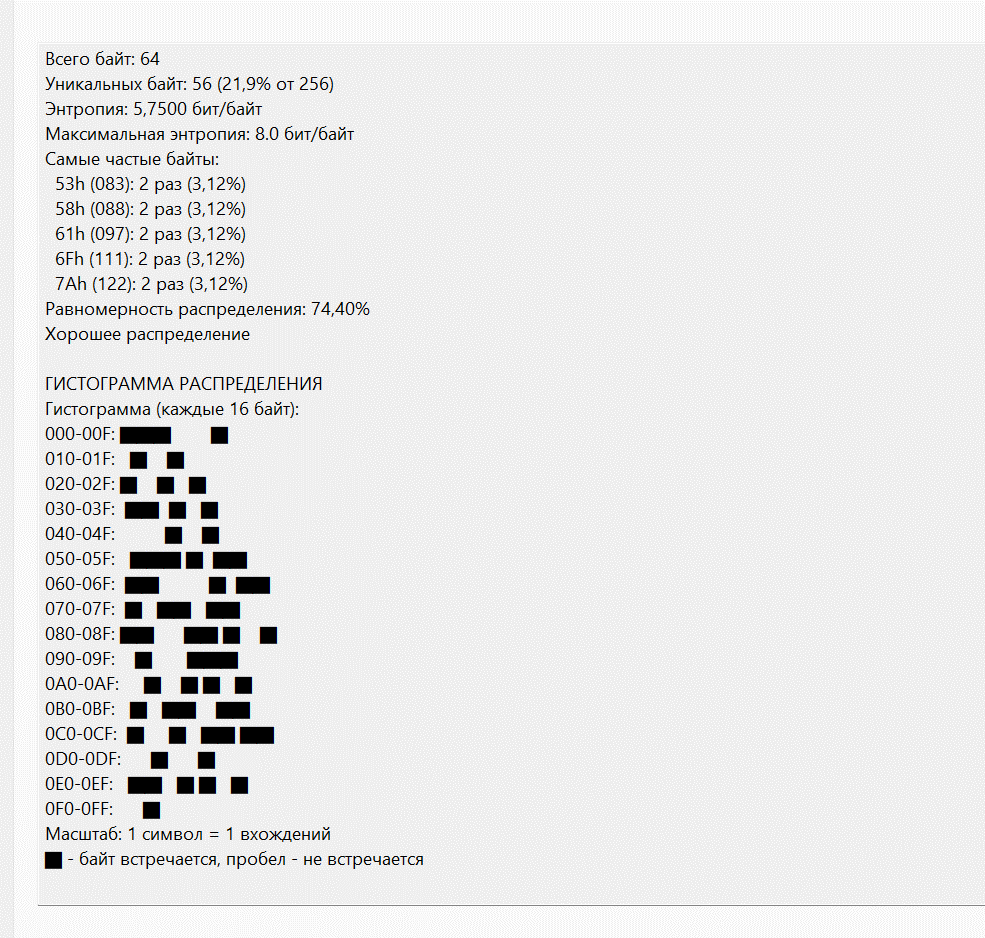 Всего байт: 64
Уникальных байт: 56 (21,9% от 256)
Энтропия: 5,7500 бит/байт
Максимальная энтропия: 8.0 бит/байт
Самые частые байты:
53h (083): 2 раз (3,12%)
58h (088): 2 раз (3,12%)
61h (097): 2 раз (3,12%)
6Fh (111): 2 раз (3,12%)
7Ah (122): 2 раз (3,12%)
Равномерность распределения: 74,40%
Хорошее распределение
ГИСТОГРАММА РАСПРЕДЕЛЕНИЯ
Гистограмма (каждые 16 байт):
000-00F:
010-01F:
020-02F:
030-03F:
040-04F:
050-05F:
060-06F:
070-07F:
080-08F:
090-09F:
0A0-0AF:
0B0-0BF:
0C0-0CF:
0D0-0DF:
0E0-0EF:
0F0-0FF:
Масштаб: 1 символ = 1 вхождений
█ - байт встречается, пробел - не встречается